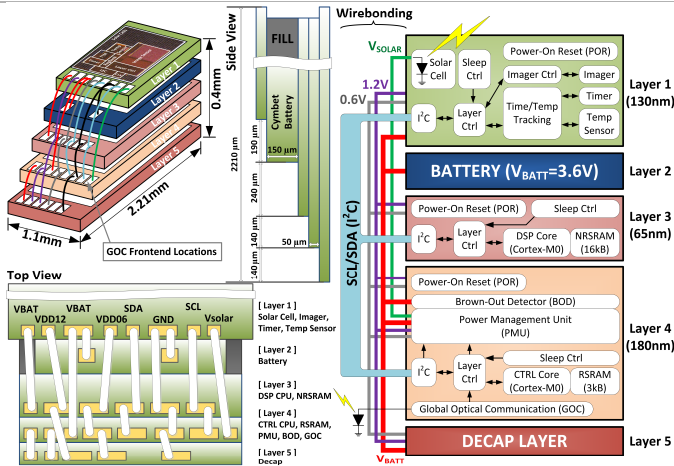 Layer 1
Layer 2
Layer 3
Layer 4
Layer 5
0.4mm
2.21mm
1.1mm
GOC Frontend Locations
Side View
FILL
Cymbet
Battery
2210 µm
190 µm
150 µm
240 µm
140 µm
50 µm
140 µm
Top View
VBAT
VBAT
SDA
SCL
VDD12
VDD06
GND
Vsolar
[ Layer 1 ]
Solar Cell, Imager,
Timer, Temp Sensor
[ Layer 2 ]
Battery
[ Layer 3 ]
DSP CPU, NRSRAM
[ Layer 4 ]
CTRL CPU, RSRAM,
PMU, BOD, GOC
[ Layer 5 ]
Decap
Wirebonding
VSOLAR
1.2V
0.6V
SCL/SDA (I²C)
VBATT
Solar
Cell
Sleep
Ctrl
Power-On Reset (POR)
Imager Ctrl
Imager
Timer
Time/Temp
Tracking
Temp
Sensor
I²C
Layer
Ctrl
Layer 1
(130nm)
BATTERY (VBATT=3.6V)
Layer 2
Power-On Reset (POR)
Sleep Ctrl
I²C
Layer
Ctrl
DSP Core
(Cortex-M0)
NRSRAM
(16kB)
Layer 3
(65nm)
Power-On Reset (POR)
Brown-Out Detector (BOD)
Power Management Unit
(PMU)
Sleep Ctrl
I²C
Layer
Ctrl
CTRL Core
(Cortex-M0)
RSRAM
(3kB)
Global Optical Communication (GOC)
Layer 4
(180nm)
DECAP LAYER
Layer 5